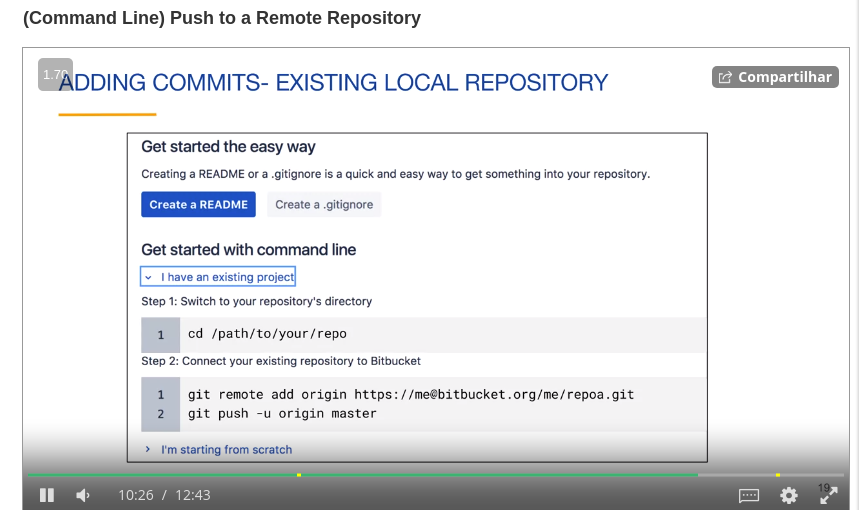 (Command Line) Push to a Remote Repository
1.70
ADDING COMMITS- EXISTING LOCAL REPOSITORY
Compartilhar
Get started the easy way
Creating a README or a .gitignore is a quick and easy way to get something into your repository.
Create a README
Create a .gitignore
Get started with command line
I have an existing project
Step 1: Switch to your repository's directory
1 cd /path/to/your/repo
Step 2: Connect your existing repository to Bitbucket
1 git remote add origin https://me@bitbucket.org/me/repoa.git
2 git push -u origin master
I'm starting from scratch
10:26 / 12:43
19